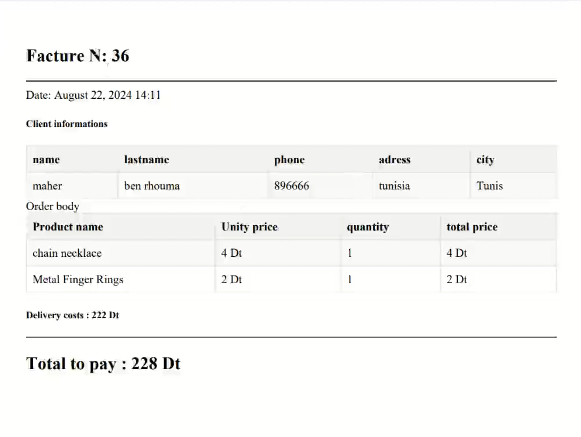 Facture N: 36
Date: August 22, 2024 14:11
Client informations
name lastname phone adress city
maher ben rhouma 896666 tunisia Tunis
Order body
Product name Unity price quantity total price
chain necklace 4 Dt 1 4 Dt
Metal Finger Rings 2 Dt 1 2 Dt
Delivery costs : 222 Dt
Total to pay : 228 Dt